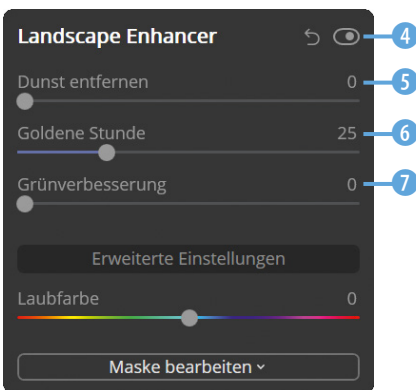 Landscape Enhancer 4
Dunst entfernen 0 5
Goldene Stunde 25 6
Grünverbesserung 0 7
Erweiterte Einstellungen
Laubfarbe 0
Maske bearbeiten